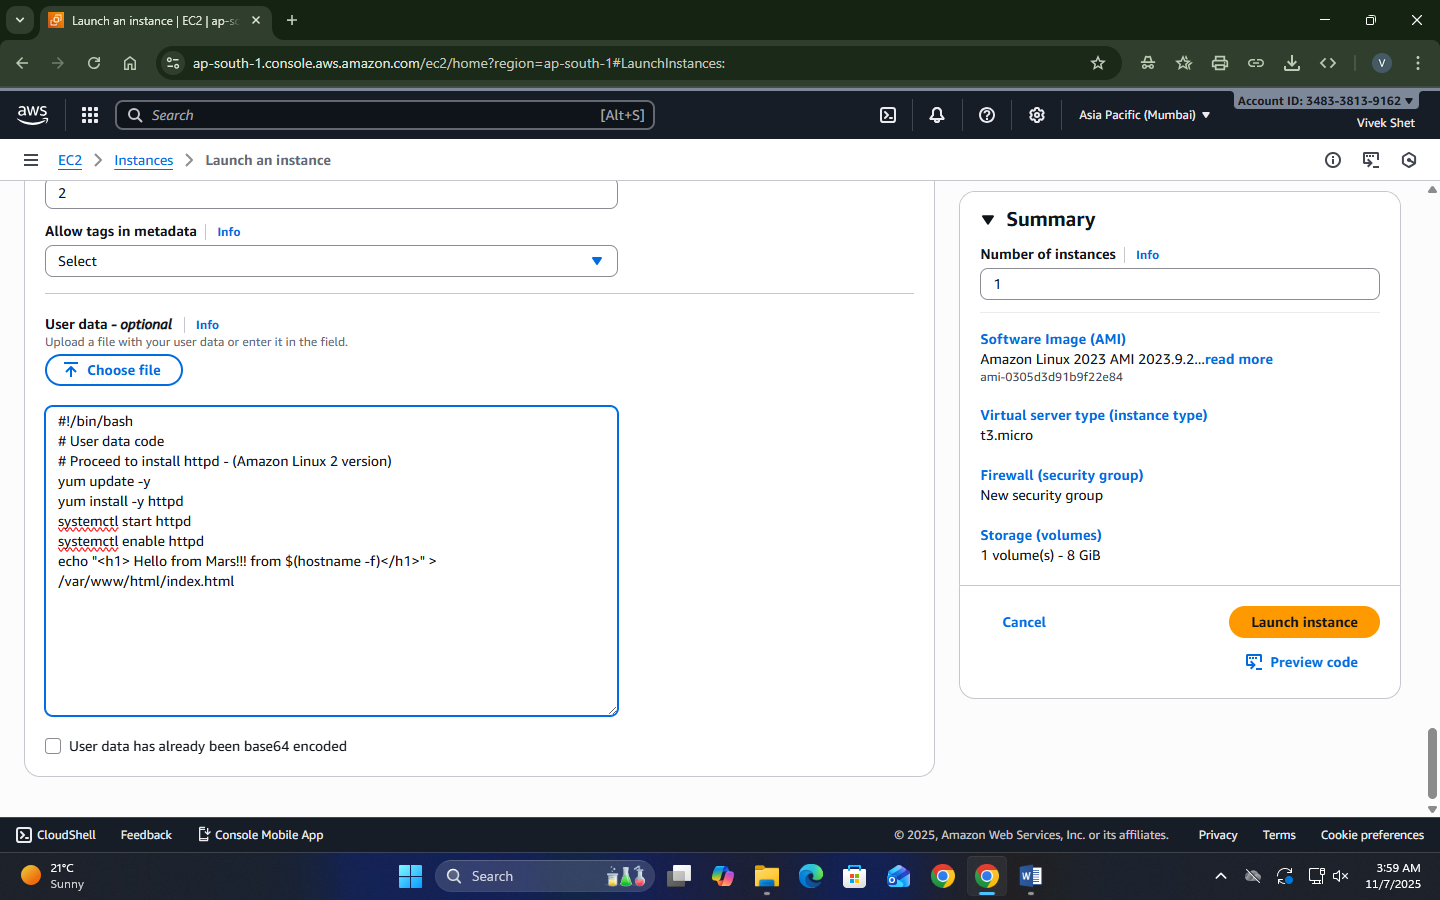 Launch an instance | EC2 | ap-so
ap-south-1.console.aws.amazon.com/ec2/home?region=ap-south-1#LaunchInstances:
V
aws
Search
[Alt+S]
Asia Pacific (Mumbai)
Account ID: 3483-3813-9162
Vivek Shet
EC2
Instances
Launch an instance
2
Allow tags in metadata
Info
Select
User data - optional
Info
Upload a file with your user data or enter it in the field.
Choose file
#!/bin/bash
# User data code
# Proceed to install httpd - (Amazon Linux 2 version)
yum update -y
yum install -y httpd
systemctl start httpd
systemctl enable httpd
echo "<h1> Hello from Mars!!! from $(hostname -f)</h1>" >
/var/www/html/index.html
User data has already been base64 encoded
Summary
Number of instances
Info
1
Software Image (AMI)
Amazon Linux 2023 AMI 2023.9.2...read more
ami-0305d3d91b9f22e84
Virtual server type (instance type)
t3.micro
Firewall (security group)
New security group
Storage (volumes)
1 volume(s) - 8 GiB
Cancel
Launch instance
Preview code
CloudShell
Feedback
Console Mobile App
© 2025, Amazon Web Services, Inc. or its affiliates.
Privacy
Terms
Cookie preferences
21°C
Sunny
Search
3:59 AM
11/7/2025